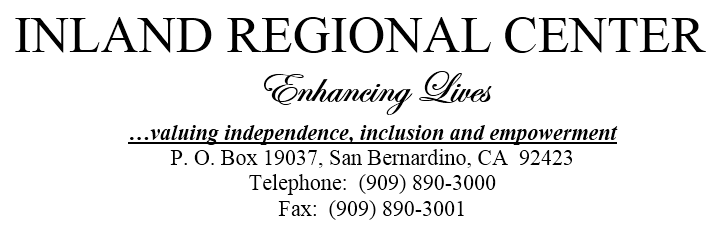 INLAND REGIONAL CENTER
Enhancing Lives
…valuing independence, inclusion and empowerment
P. O. Box 19037, San Bernardino, CA  92423
Telephone:  (909) 890-3000
Fax:  (909) 890-3001